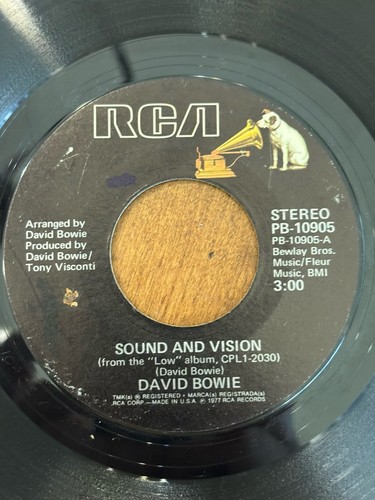 RCA
Arranged by
David Bowie
Produced by
David Bowie/
Tony Visconti
STEREO
PB-10905
PB-10905-A
Bewlay Bros.
Music/Fleur
Music, BMI
3:00
SOUND AND VISION
(from the "Low" album, CPL1-2030)
(David Bowie)
DAVID BOWIE
TMK(s) ® REGISTERED • MARCA(s) REGISTRADA(s)
RCA CORP.—MADE IN U.S.A. ℗ 1977 RCA RECORDS